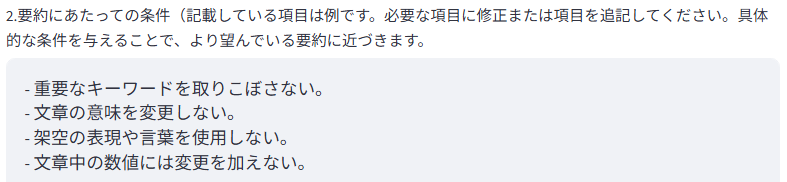 2.要約にあたっての条件（記載している項目は例です。必要な項目に修正または項目を追記してください。具体
的な条件を与えることで、より望んでいる要約に近づきます。
- 重要なキーワードを取りこぼさない。
- 文章の意味を変更しない。
- 架空の表現や言葉を使用しない。
- 文章中の数値には変更を加えない。